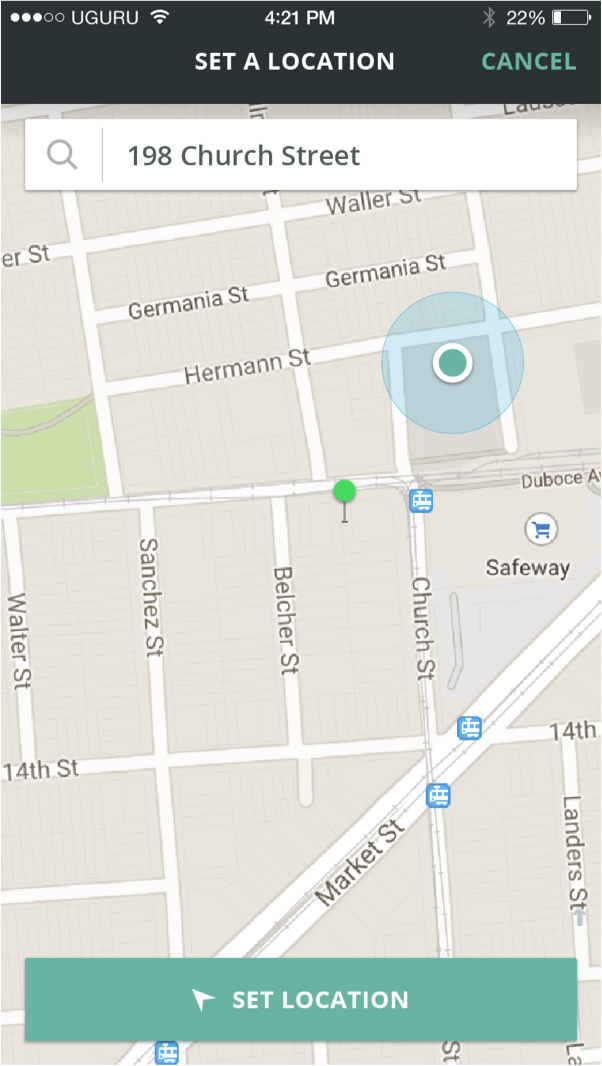 UGURU 4:21 PM 22%
SET A LOCATION CANCEL
198 Church Street
Waller St
er St
Germania St
Germania St
Hermann St
Duboce Av
Safeway
Sanchez St
Belcher St
Church St
Walter St
14th
14th St
Landers St
Market St
SET LOCATION
St
La